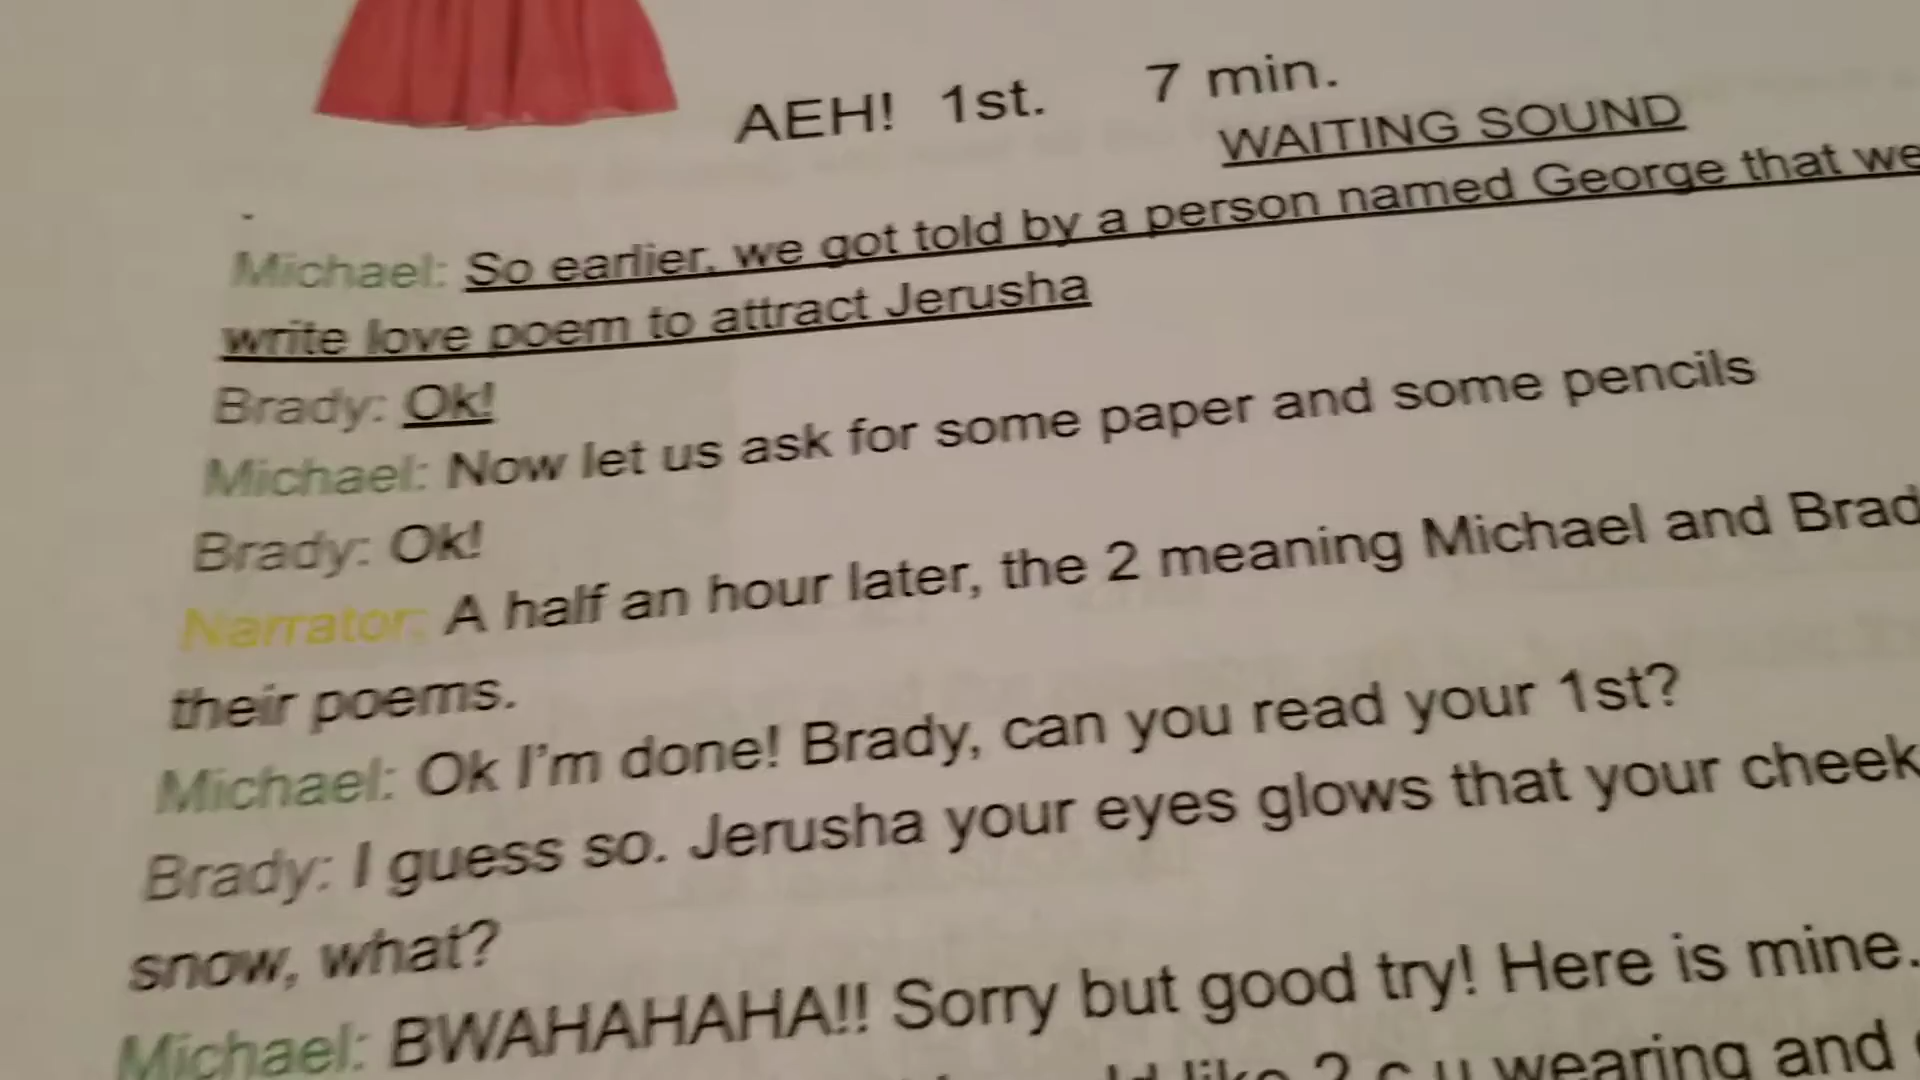 AEH! 1st. 7 min.
WAITING SOUND
Michael: So earlier, we got told by a person named George that we
write love poem to attract Jerusha
Brady: Ok!
Michael: Now let us ask for some paper and some pencils
Brady: Ok!
Narrator: A half an hour later, the 2 meaning Michael and Brad
their poems.
Michael: Ok I'm done! Brady, can you read your 1st?
Brady: I guess so. Jerusha your eyes glows that your cheek
snow, what?
Michael: BWAHAHAHA!! Sorry but good try! Here is mine.
like 2 c u wearing and